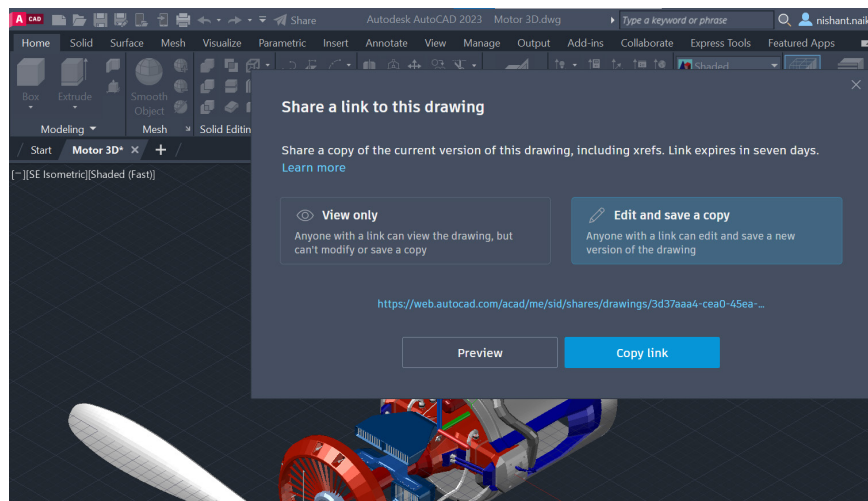 A CAD
Share
Autodesk AutoCAD 2023 Motor 3D.dwg
Type a keyword or phrase
nishant.naik
Home Solid Surface Mesh Visualize Parametric Insert Annotate View Manage Output Add-ins Collaborate Express Tools Featured Apps
Shaded
Box Extrude Smooth
Object
Modeling Mesh Solid Editin
Start Motor 3D* × +
[−][SE Isometric][Shaded (Fast)]
Share a link to this drawing
Share a copy of the current version of this drawing, including xrefs. Link expires in seven days.
Learn more
View only
Anyone with a link can view the drawing, but
can't modify or save a copy
Edit and save a copy
Anyone with a link can edit and save a new
version of the drawing
https://web.autocad.com/acad/me/sid/shares/drawings/3d37aaa4-cea0-45ea-...
Preview
Copy link